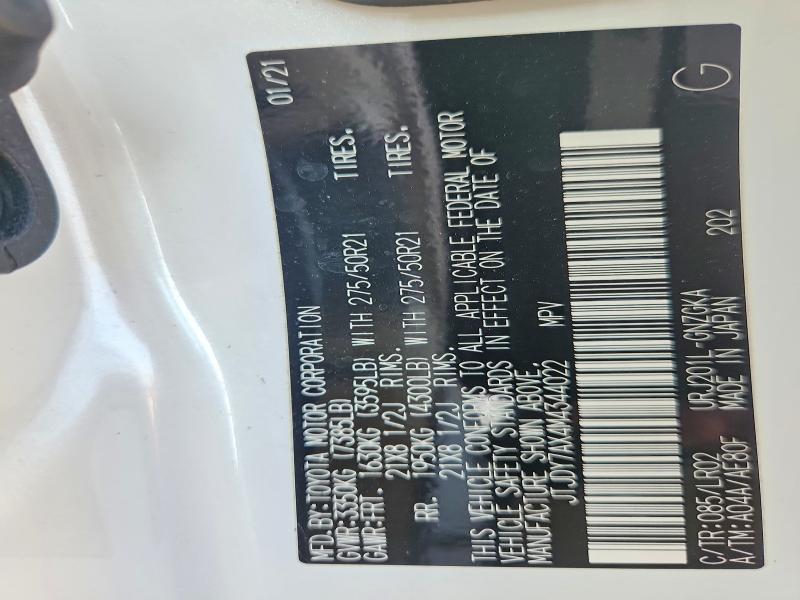 MFD.BY:TOYOTA MOTOR CORPORATION 01/21
GVWR:3350KG (7385LB)
GAWR:FRT. 1630KG (3595LB) WITH 275/50R21 TIRES.
21X8 1/2J RIMS.
RR. 1950KG (4300LB) WITH 275/50R21 TIRES.
21X8 1/2J RIMS.
THIS VEHICLE CONFORMS TO ALL APPLICABLE FEDERAL MOTOR
VEHICLE SAFETY STANDARDS IN EFFECT ON THE DATE OF
MANUFACTURE SHOWN ABOVE.
JTJDY7AX4M4344022 MPV
C/TR:085/LR02 URJ201L-GNZGKA 202 G
A/TM:A04A/AE80F MADE IN JAPAN